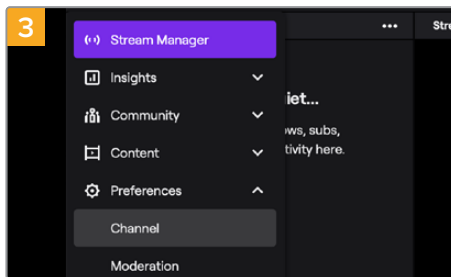 3
Stream Manager
•••
Insights
iet...
Community
ows, subs,
Content
tivity here.
Preferences
Channel
Moderation